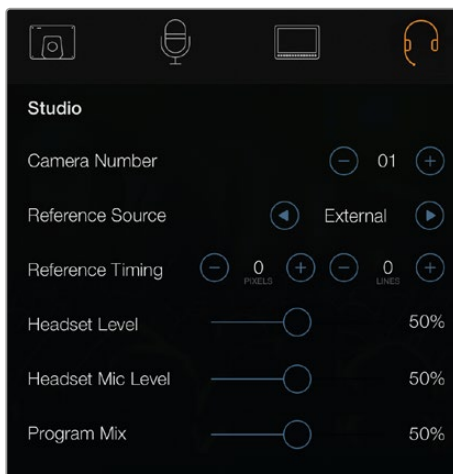 Studio
Camera Number 01
Reference Source External
Reference Timing 0 PIXELS 0 LINES
Headset Level 50%
Headset Mic Level 50%
Program Mix 50%